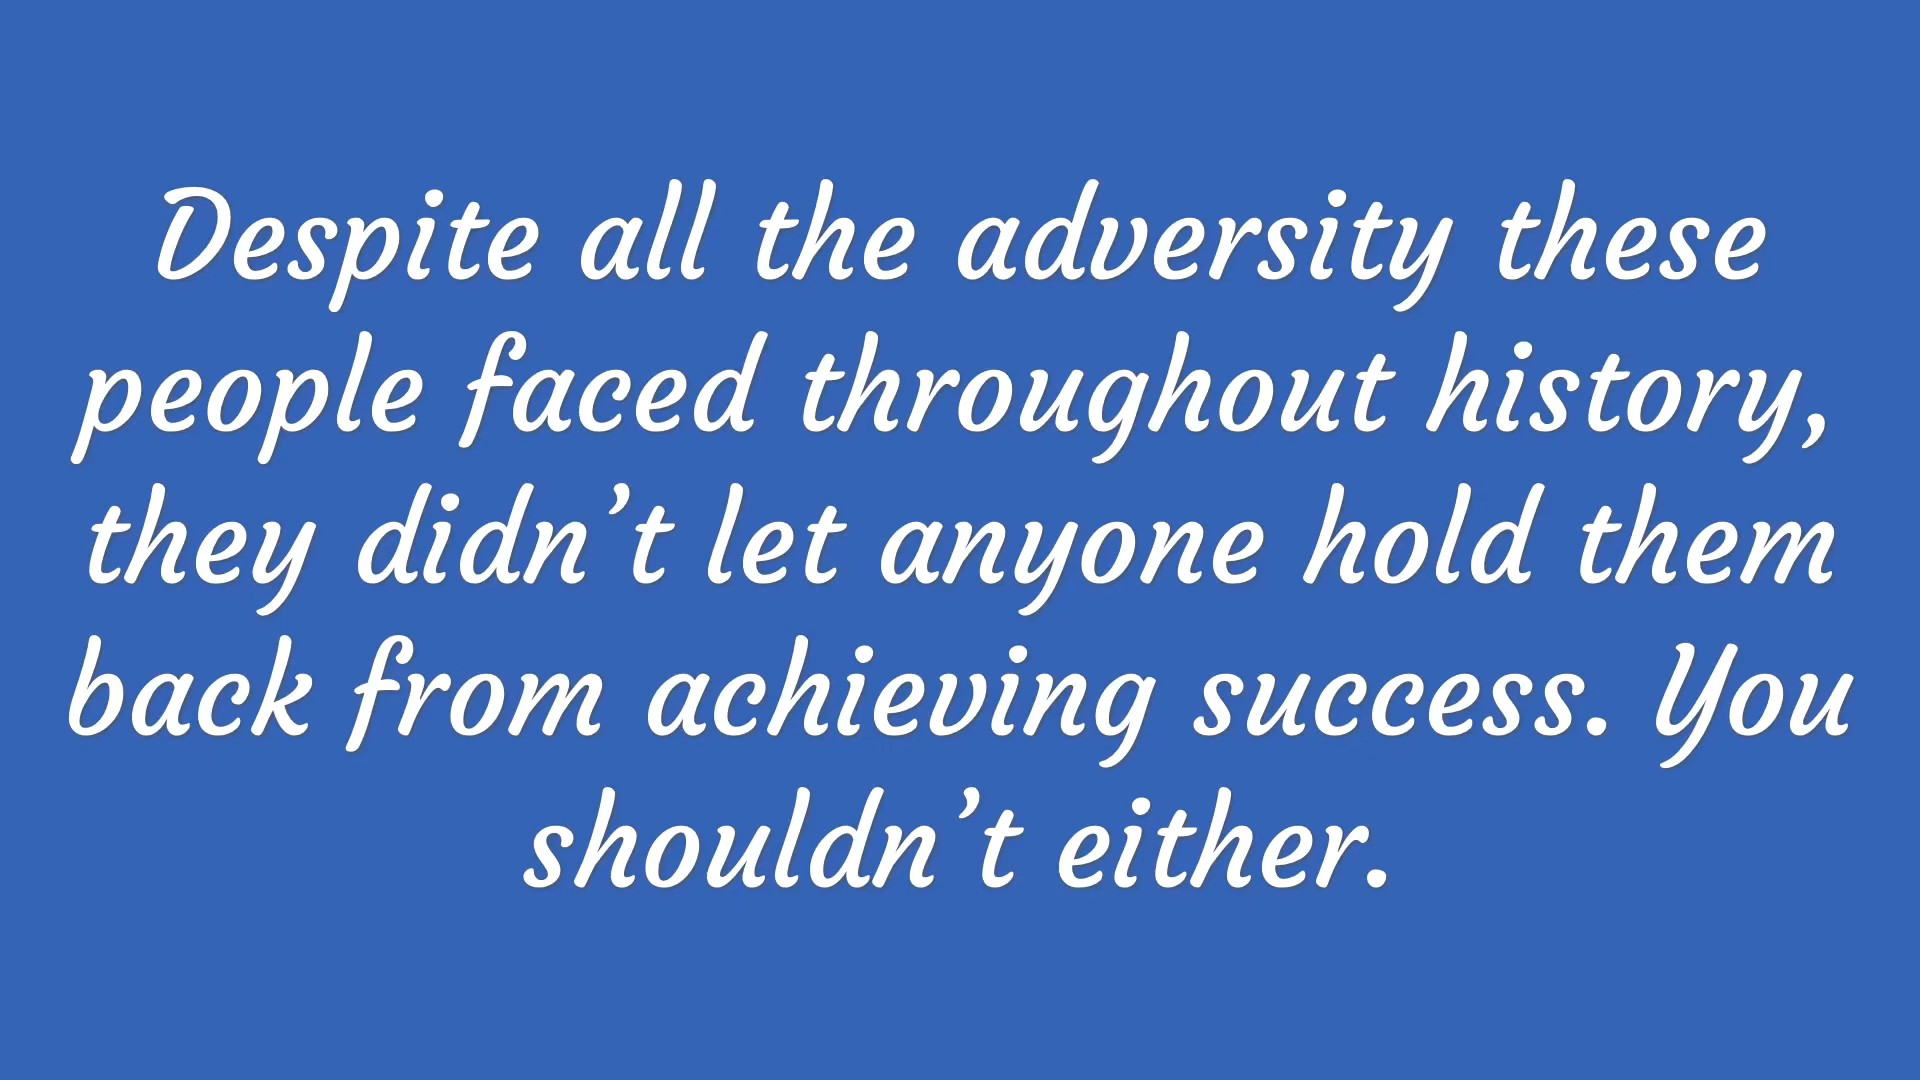 Despite all the adversity these
people faced throughout history,
they didn’t let anyone hold them
back from achieving success. You
shouldn’t either.